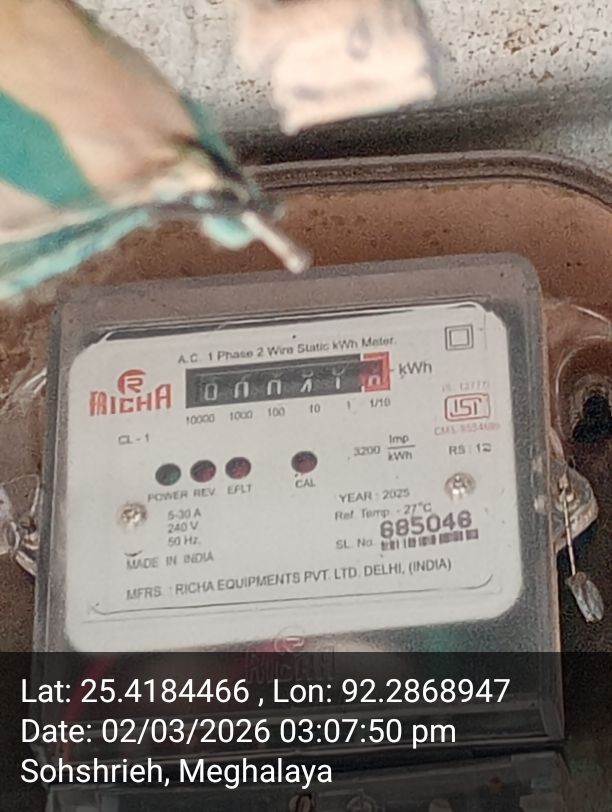 A.C. 1 Phase 2 Wire Static kWh Meter.
RICHA
kWh
10000 1000 100 10 1 1/10
CL - 1
3200 Imp/kWh
ISI
RS : 12
POWER REV EFLT CAL
5-30 A
240 V
50 Hz.
YEAR : 2025
Ref. Temp. - 27°C
SL. No. 685046
MADE IN INDIA
MFRS. : RICHA EQUIPMENTS PVT. LTD. DELHI, (INDIA)
Lat: 25.4184466 , Lon: 92.2868947
Date: 02/03/2026 03:07:50 pm
Sohshrieh, Meghalaya